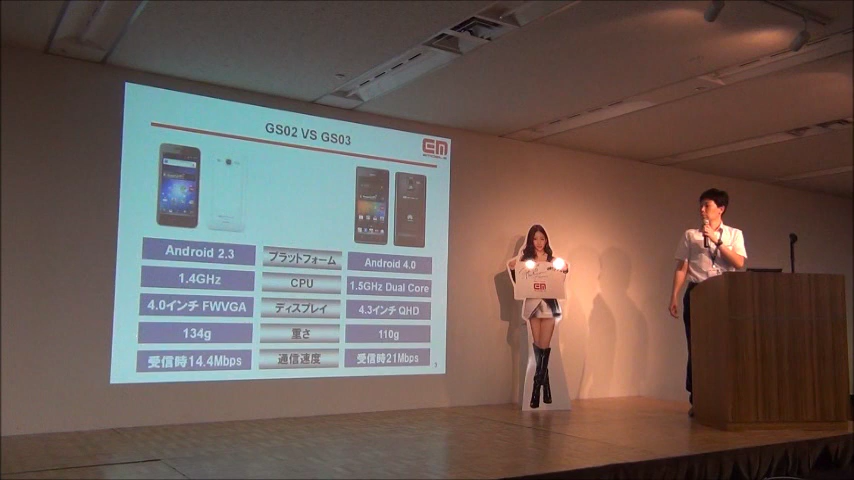 GS02 VS GS03
EM
Android 2.3 プラットフォーム Android 4.0
1.4GHz CPU 1.5GHz Dual Core
4.0インチ FWVGA ディスプレイ 4.3インチ QHD
134g 重さ 110g
受信時14.4Mbps 通信速度 受信時21Mbps
EM